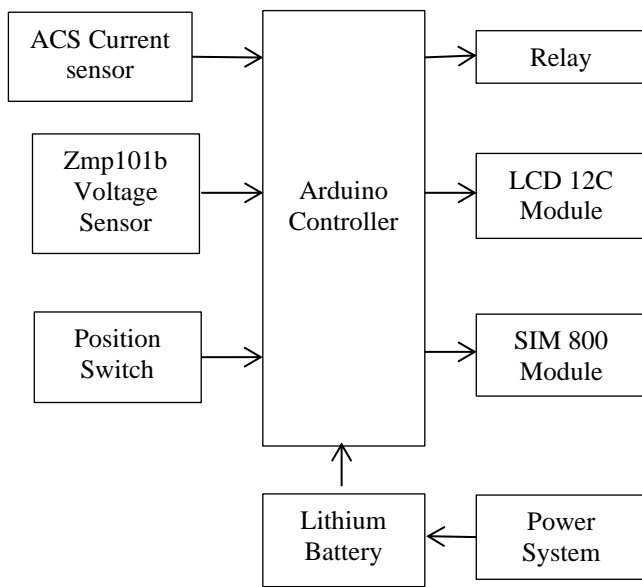 ACS Current
sensor
Zmp101b
Voltage
Sensor
Position
Switch
Arduino
Controller
Relay
LCD 12C
Module
SIM 800
Module
Lithium
Battery
Power
System